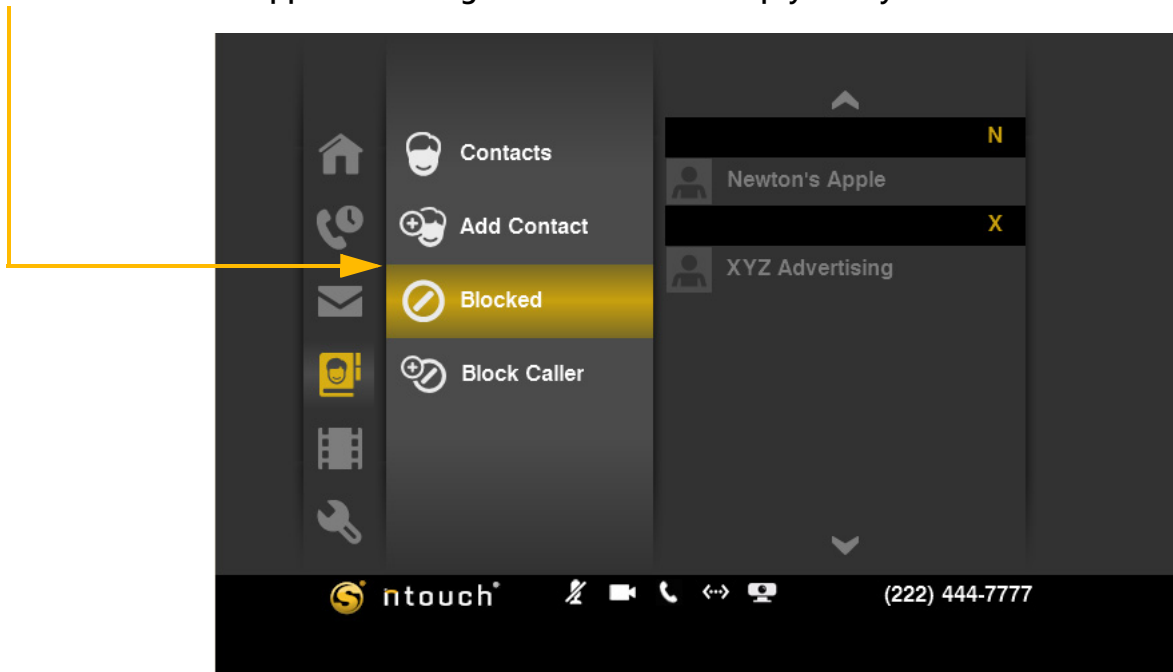 N
Contacts
Newton's Apple
Add Contact
X
XYZ Advertising
Blocked
Block Caller
ntouch
(222) 444-7777